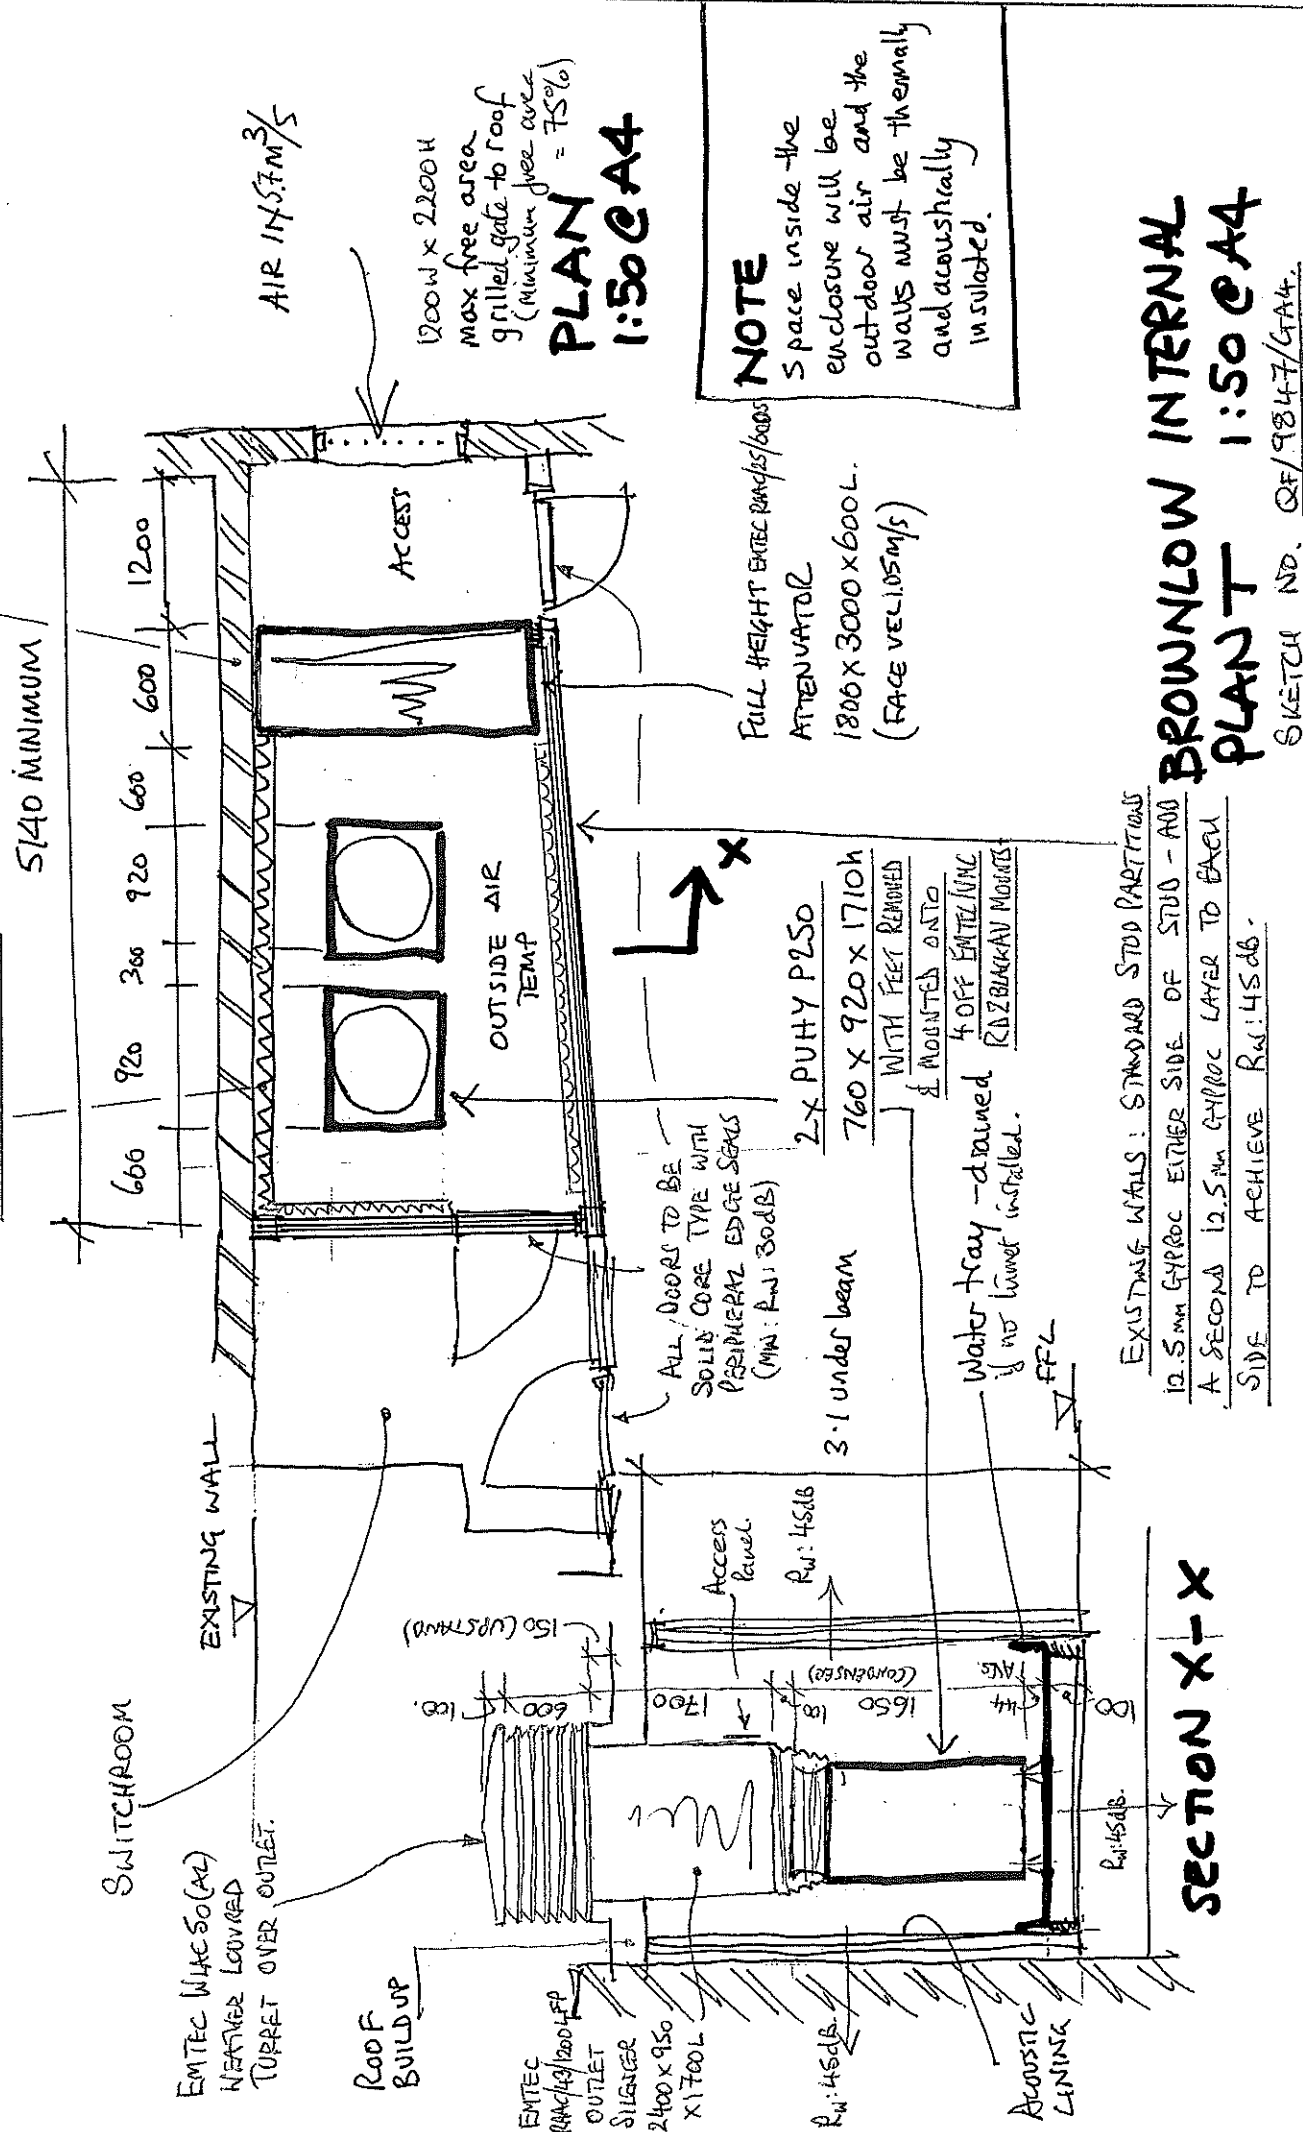 5140 MINIMUM
600
920
300
920
600
600
1200
AIR IN 5.7M³/S
1200W x 2200H
max free area
grilled gate to roof
(Minimum free area
= 75%)
PLAN
1:50@A4
EXISTING WALL
SWITCHROOM
OUTSIDE AIR
TEMP
ACCESS
X
ALL DOORS TO BE
SOLID CORE TYPE WITH
PERIPHERAL EDGE SEALS
(MIN: RW: 30dB)
2x PUHY P250
760 x 920 x 1710h
WITH FEET REMOVED
& MOUNTED ONTO
4 OFF EMTEC/VMC
MOUNTS
FULL HEIGHT EMTEC
ATTENUATOR
1800 x 3000 x 600L.
(FACE VEL 1.05M/S)
NOTE
Space inside the
enclosure will be
outdoor air and the
walls must be thermally
and acoustically
insulated.
EXISTING WALLS: STANDARD STUD PARTITIONS
12.5mm GYPROC EITHER SIDE OF STUD - ADD
A SECOND 12.5mm GYPROC LAYER TO EACH
SIDE TO ACHIEVE RW: 45dB.
EMTEC WLAC50(A2)
WEATHER LOUVRED
TURRET OVER OUTLET.
ROOF
BUILDUP
EMTEC
OUTLET
SILENCER
2400 x 950
x 1700L
RW: 45dB.
ACOUSTIC
LINING
100.
600
150 (UPSTAND)
1700
Access
Panel.
RW: 45dB
1650
(CONDENSER)
44
AVG.
RW: 45dB.
3.1 under beam
Water tray - drained
if not installed.
FFL
SECTION X-X
BROWNLOW INTERNAL
PLANT 1:50@A4
SKETCH NO. QF/9847/GA4.